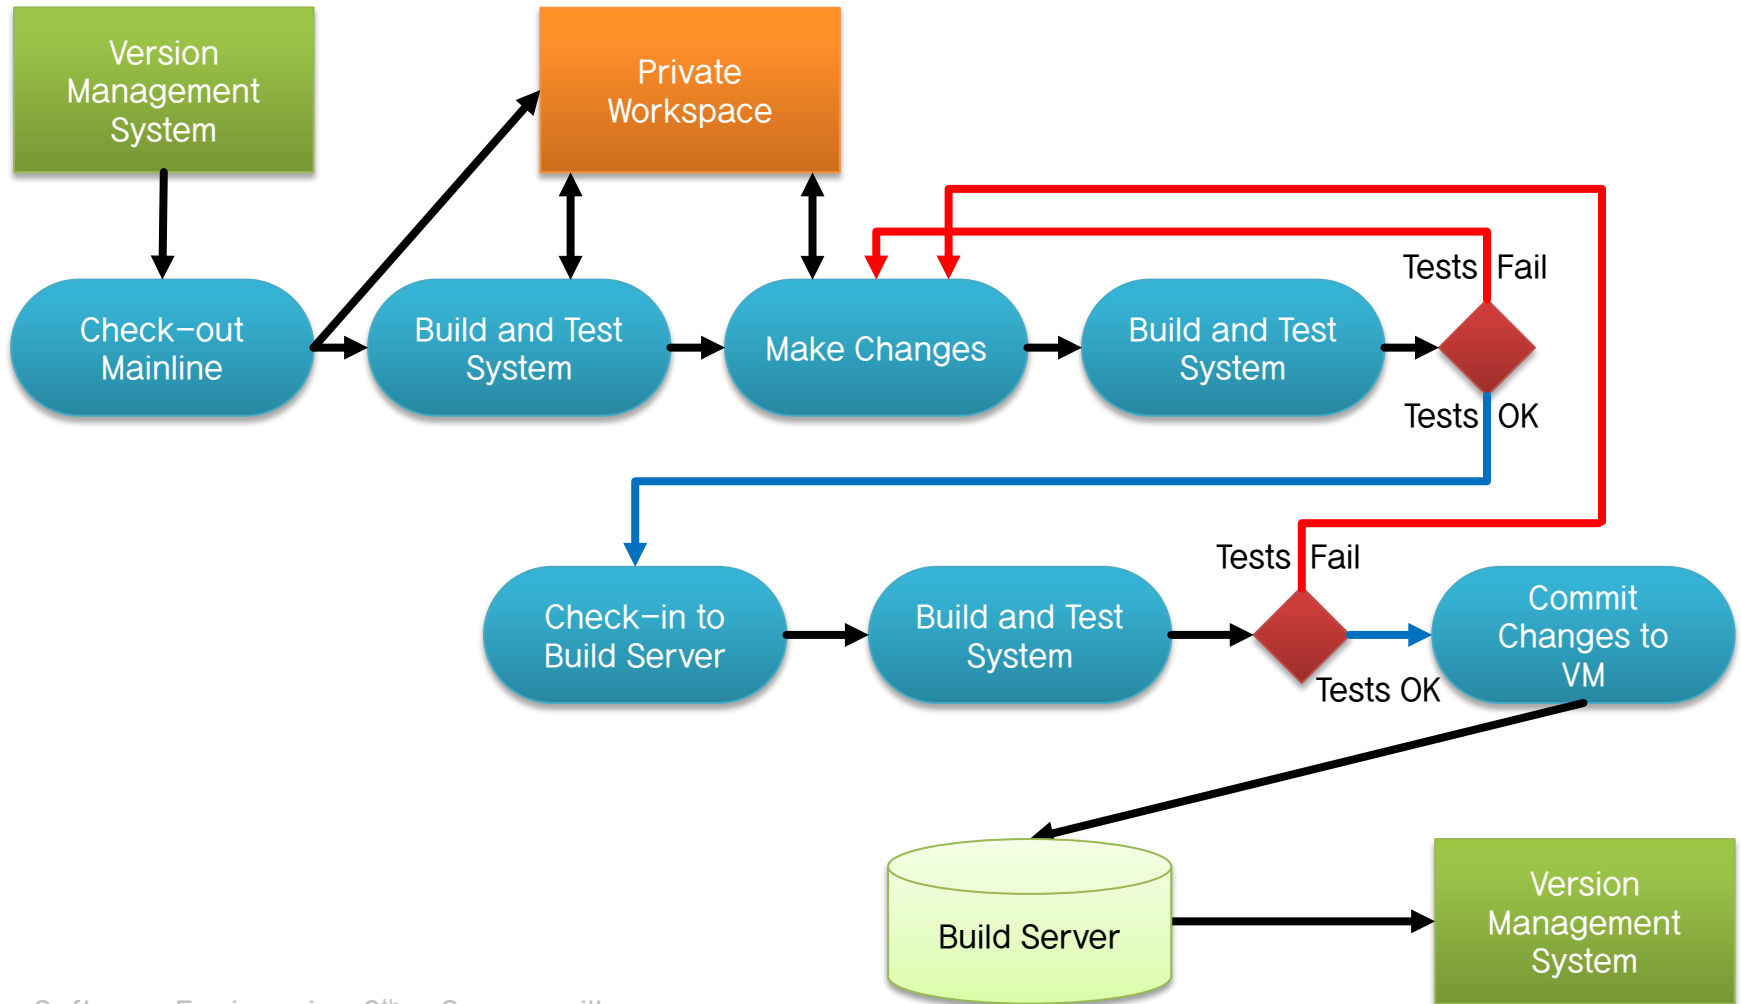 Version
Management
System
Private
Workspace
Check-out
Mainline
Build and Test
System
Make Changes
Build and Test
System
Tests Fail
Tests OK
Check-in to
Build Server
Build and Test
System
Tests Fail
Tests OK
Commit
Changes to
VM
Build Server
Version
Management
System